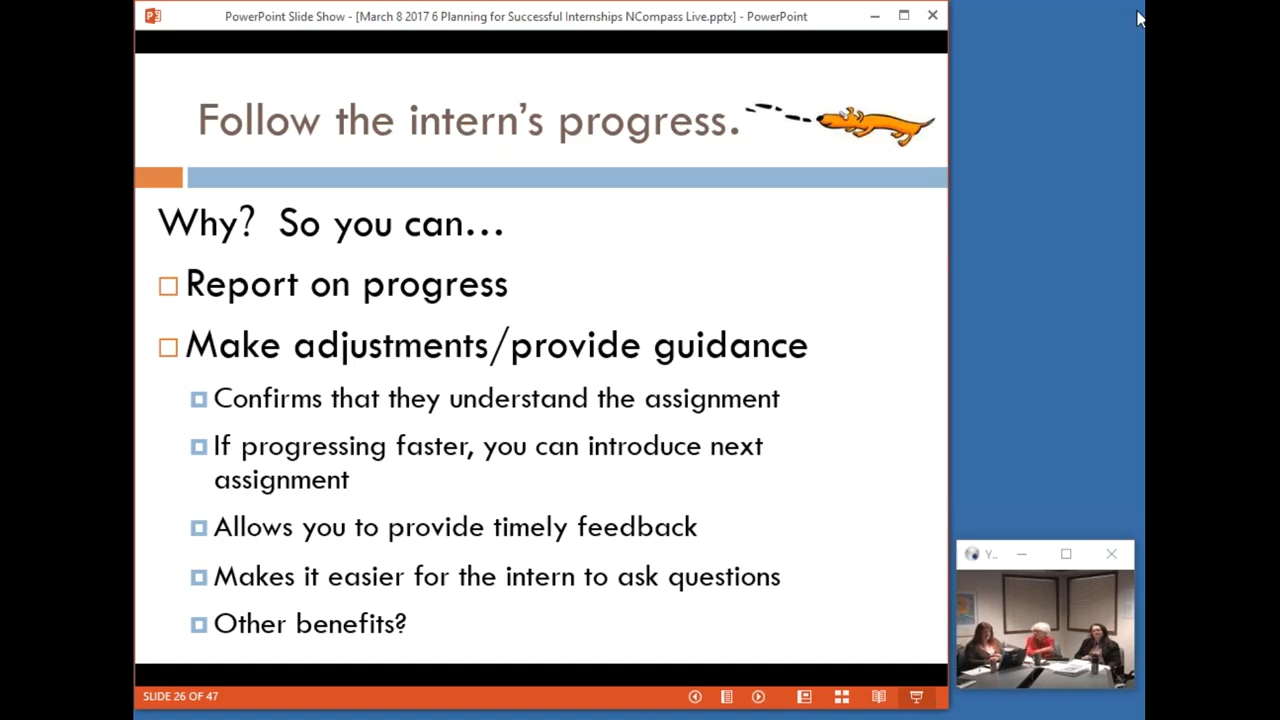 PowerPoint Slide Show - [March 8 2017 6 Planning for Successful Internships NCompass Live.pptx] - PowerPoint
Follow the intern's progress.
Why? So you can...
Report on progress
Make adjustments/provide guidance
Confirms that they understand the assignment
If progressing faster, you can introduce next
assignment
Allows you to provide timely feedback
Makes it easier for the intern to ask questions
Other benefits?
Y..
SLIDE 26 OF 47